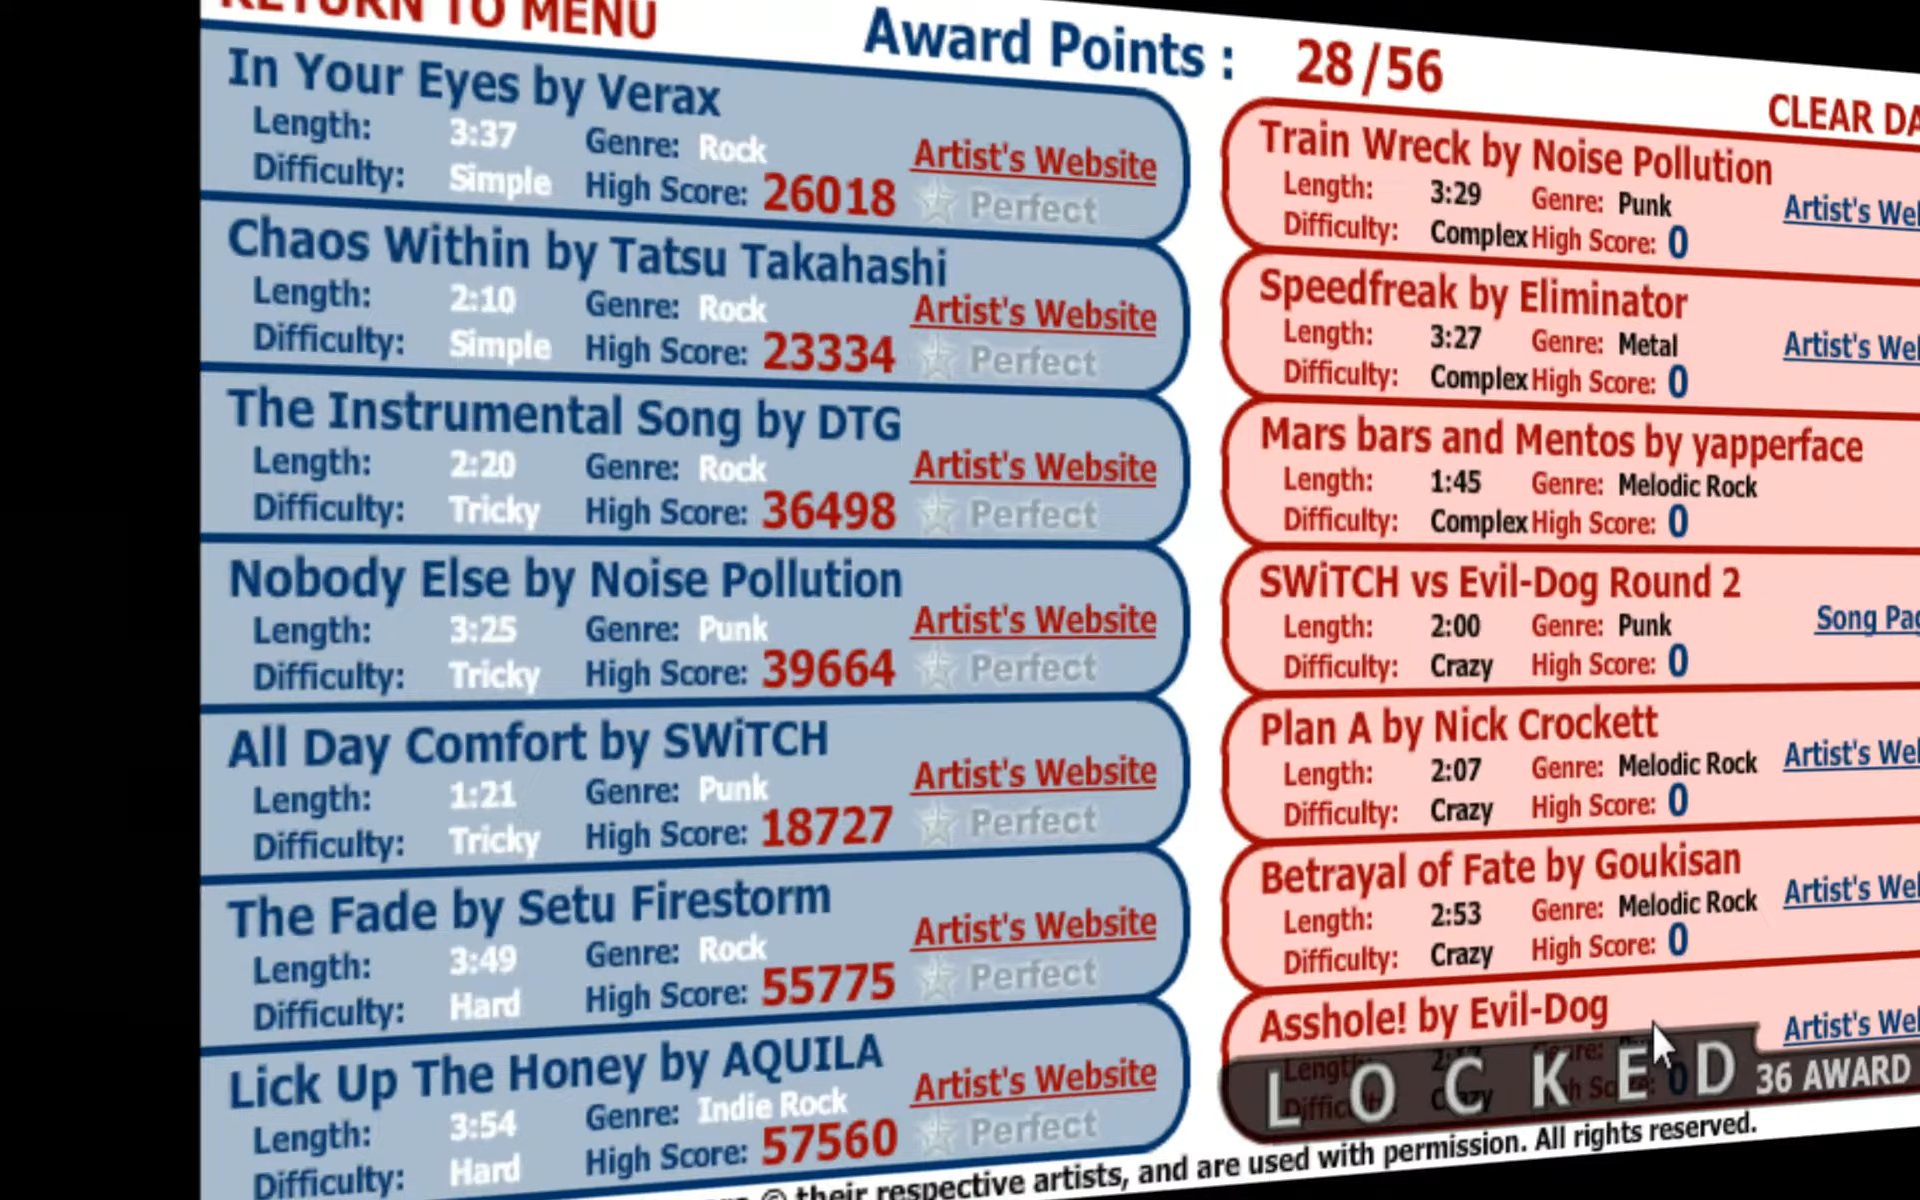 RETURN TO MENU
Award Points : 28/56
CLEAR DA
In Your Eyes by Verax
Length: 3:37 Genre: Rock
Artist's Website
Difficulty: Simple High Score: 26018 Perfect
Chaos Within by Tatsu Takahashi
Length: 2:10 Genre: Rock
Artist's Website
Difficulty: Simple High Score: 23334 Perfect
The Instrumental Song by DTG
Length: 2:20 Genre: Rock
Artist's Website
Difficulty: Tricky High Score: 36498 Perfect
Nobody Else by Noise Pollution
Length: 3:25 Genre: Punk
Artist's Website
Difficulty: Tricky High Score: 39664 Perfect
All Day Comfort by SWiTCH
Length: 1:21 Genre: Punk
Artist's Website
Difficulty: Tricky High Score: 18727 Perfect
The Fade by Setu Firestorm
Length: 3:49 Genre: Rock
Artist's Website
Difficulty: Hard High Score: 55775 Perfect
Lick Up The Honey by AQUILA
Length: 3:54 Genre: Indie Rock
Artist's Website
Difficulty: Hard High Score: 57560 Perfect
Train Wreck by Noise Pollution
Length: 3:29 Genre: Punk
Artist's Wel
Difficulty: Complex High Score: 0
Speedfreak by Eliminator
Length: 3:27 Genre: Metal
Artist's Wel
Difficulty: Complex High Score: 0
Mars bars and Mentos by yapperface
Length: 1:45 Genre: Melodic Rock
Difficulty: Complex High Score: 0
SWiTCH vs Evil-Dog Round 2
Length: 2:00 Genre: Punk
Song Pag
Difficulty: Crazy High Score: 0
Plan A by Nick Crockett
Length: 2:07 Genre: Melodic Rock
Artist's Wel
Difficulty: Crazy High Score: 0
Betrayal of Fate by Goukisan
Length: 2:53 Genre: Melodic Rock
Artist's Wel
Difficulty: Crazy High Score: 0
Asshole! by Evil-Dog
Artist's Wel
LOCKED 36 AWARD
© their respective artists, and are used with permission. All rights reserved.